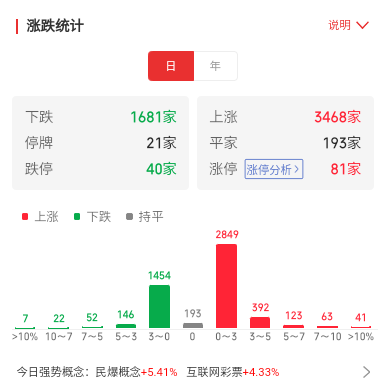 涨跌统计
说明
日 年
下跌 1681家
停牌 21家
跌停 40家
上涨 3468家
平家 193家
涨停 涨停分析 81家
上涨 下跌 持平
7 22 52 146 1454 193 2849 392 123 63 41
>10% 10～7 7～5 5～3 3～0 0 0～3 3～5 5～7 7～10 >10%
今日强势概念：民爆概念+5.41% 互联网彩票+4.33%